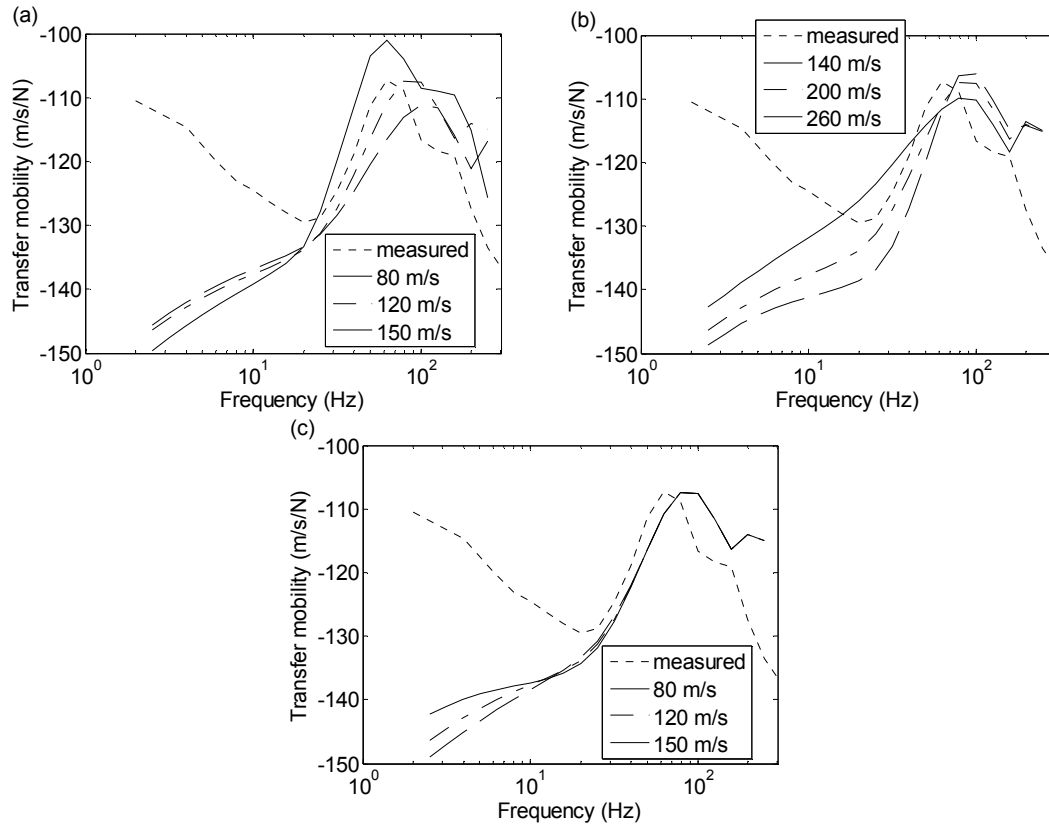 (a)
Transfer mobility (m/s/N)
-100
-110
-120
-130
-140
-150
10^0
10^1
10^2
Frequency (Hz)
measured
80 m/s
120 m/s
150 m/s
(b)
Transfer mobility (m/s/N)
-100
-110
-120
-130
-140
-150
10^0
10^1
10^2
Frequency (Hz)
measured
140 m/s
200 m/s
260 m/s
(c)
Transfer mobility (m/s/N)
-100
-110
-120
-130
-140
-150
10^0
10^1
10^2
Frequency (Hz)
measured
80 m/s
120 m/s
150 m/s